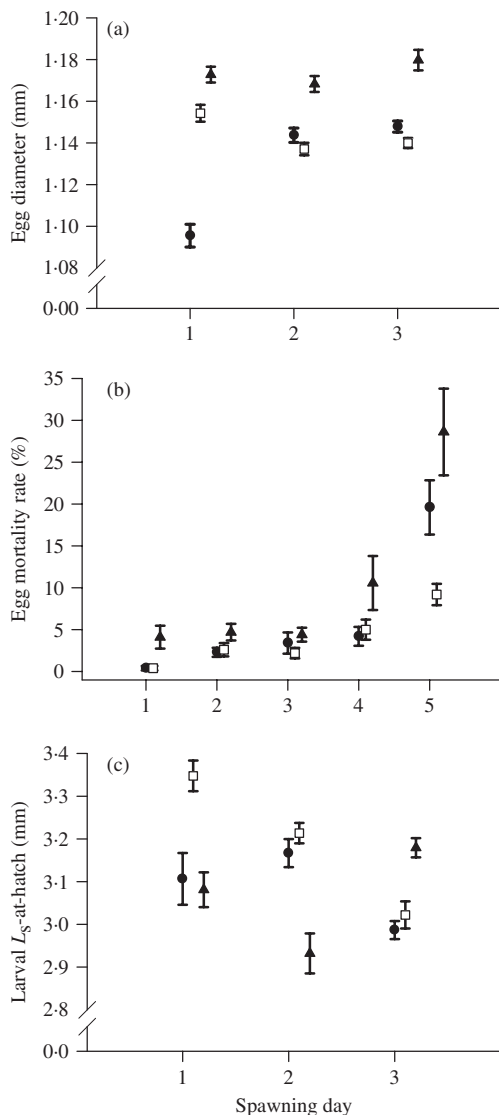 (a)
1·20
1·18
1·16
1·14
1·12
1·10
1·08
0·00
Egg diameter (mm)
1 2 3
(b)
35
30
25
20
15
10
5
0
Egg mortality rate (%)
1 2 3 4 5
(c)
3·4
3·3
3·2
3·1
3·0
2·9
2·8
0·0
Larval LS-at-hatch (mm)
1 2 3
Spawning day